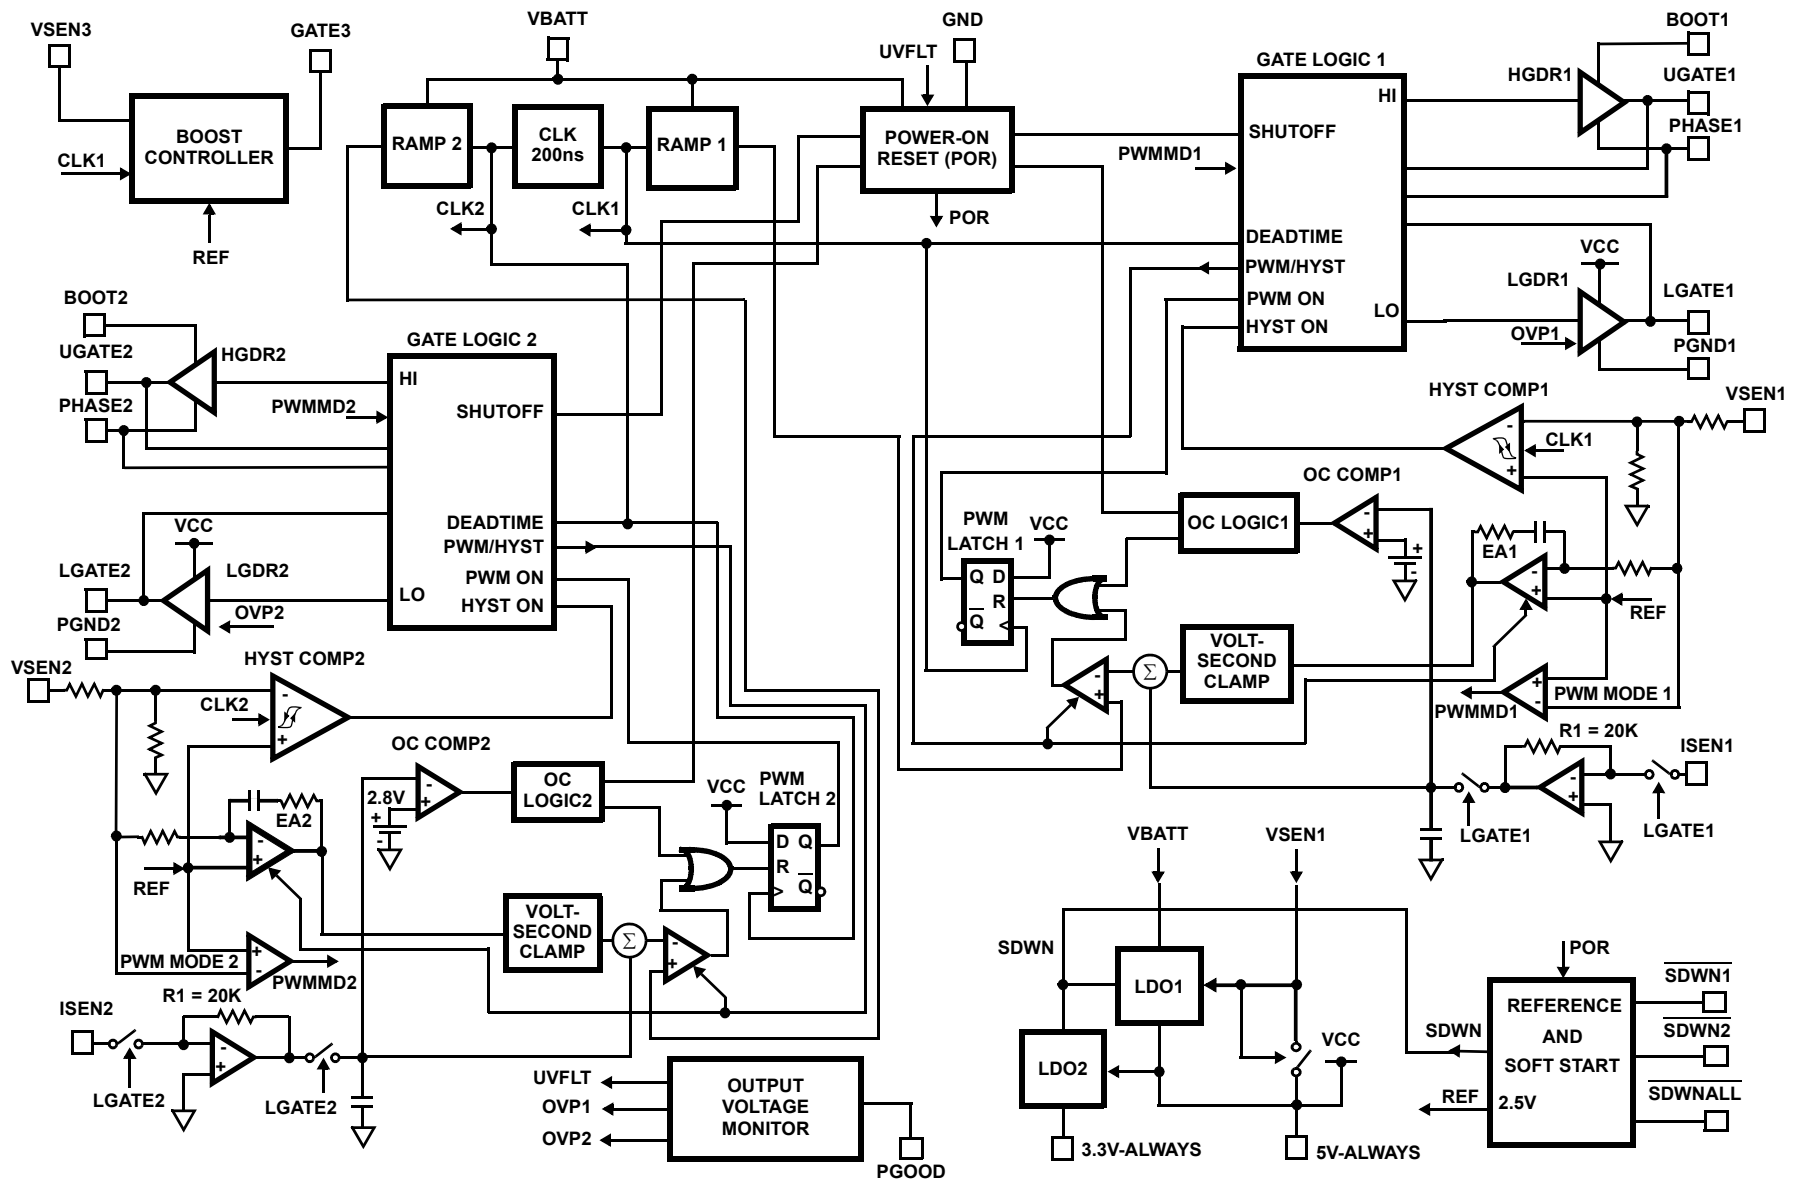 VSEN3
GATE3
VBATT
UVFLT
GND
BOOT1
GATE LOGIC 1
HGDR1
UGATE1
HI
PHASE1
BOOST
CONTROLLER
CLK1
REF
RAMP 2
CLK
200ns
RAMP 1
POWER-ON
RESET (POR)
SHUTOFF
PWMMD1
CLK2
CLK1
POR
DEADTIME
PWM/HYST
PWM ON
HYST ON
LO
VCC
LGDR1
LGATE1
OVP1
PGND1
BOOT2
UGATE2
HGDR2
PHASE2
GATE LOGIC 2
HI
PWMMD2
SHUTOFF
HYST COMP1
VSEN1
-
CLK1
+
OC COMP1
VCC
LGDR2
LGATE2
OVP2
PGND2
DEADTIME
PWM/HYST
PWM ON
HYST ON
LO
PWM
LATCH 1
VCC
Q D
R
Q
<
OC LOGIC1
-
+
+
-
EA1
-
+
REF
VOLT-
SECOND
CLAMP
Σ
-
+
+
-
PWM MODE 1
PWMMD1
VSEN2
HYST COMP2
-
CLK2
+
OC COMP2
2.8V
-
+
+
-
OC
LOGIC2
VCC
PWM
LATCH 2
D Q
R
Q
>
R1 = 20K
ISEN1
-
+
LGATE1
LGATE1
EA2
-
+
REF
VOLT-
SECOND
CLAMP
Σ
-
+
PWM MODE 2
+
-
PWMMD2
R1 = 20K
ISEN2
-
+
LGATE2
LGATE2
VBATT
VSEN1
SDWN
LDO1
LDO2
VCC
3.3V-ALWAYS
5V-ALWAYS
POR
REFERENCE
AND
SOFT START
2.5V
SDWN
REF
SDWN1
SDWN2
SDWNALL
UVFLT
OVP1
OVP2
OUTPUT
VOLTAGE
MONITOR
PGOOD